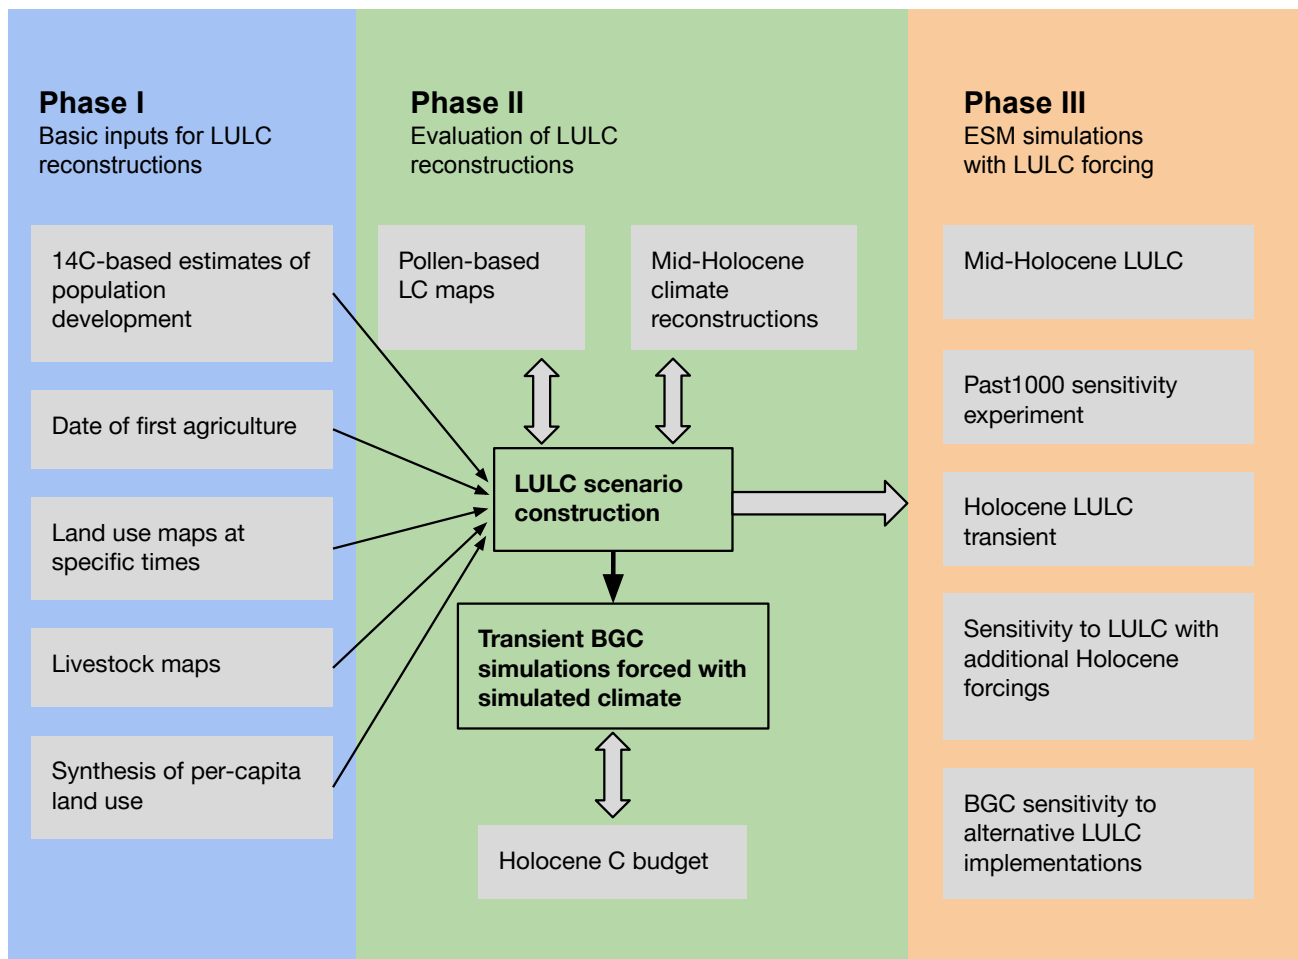 Phase I
Basic inputs for LULC
reconstructions
14C-based estimates of
population
development
Date of first agriculture
Land use maps at
specific times
Livestock maps
Synthesis of per-capita
land use
Phase II
Evaluation of LULC
reconstructions
Pollen-based
LC maps
Mid-Holocene
climate
reconstructions
LULC scenario
construction
Transient BGC
simulations forced with
simulated climate
Holocene C budget
Phase III
ESM simulations
with LULC forcing
Mid-Holocene LULC
Past1000 sensitivity
experiment
Holocene LULC
transient
Sensitivity to LULC with
additional Holocene
forcings
BGC sensitivity to
alternative LULC
implementations